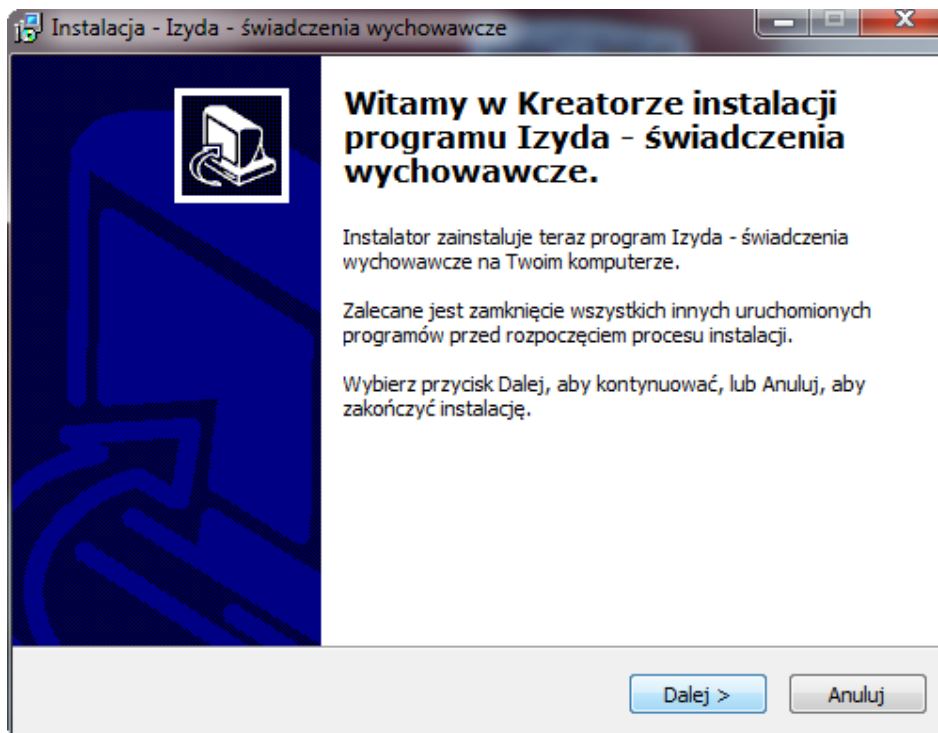 Instalacja - Izyda - świadczenia wychowawcze
Witamy w Kreatorze instalacji
programu Izyda - świadczenia
wychowawcze.
Instalator zainstaluje teraz program Izyda - świadczenia
wychowawcze na Twoim komputerze.
Zalecane jest zamknięcie wszystkich innych uruchomionych
programów przed rozpoczęciem procesu instalacji.
Wybierz przycisk Dalej, aby kontynuować, lub Anuluj, aby
zakończyć instalację.
Dalej >
Anuluj